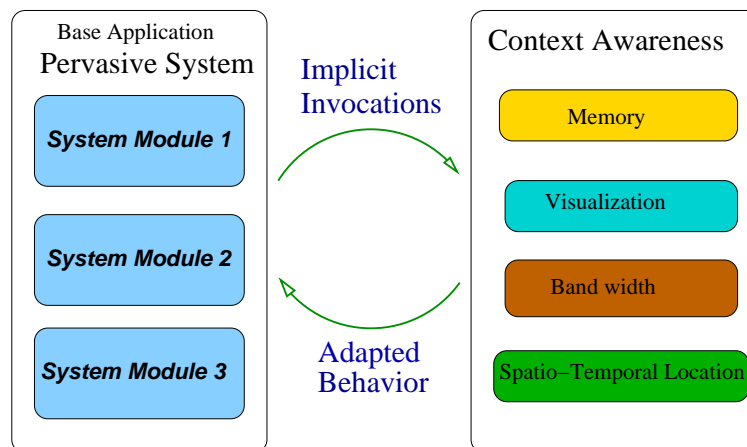 Base Application
Pervasive System
System Module 1
System Module 2
System Module 3
Implicit
Invocations
Adapted
Behavior
Context Awareness
Memory
Visualization
Band width
Spatio–Temporal Location